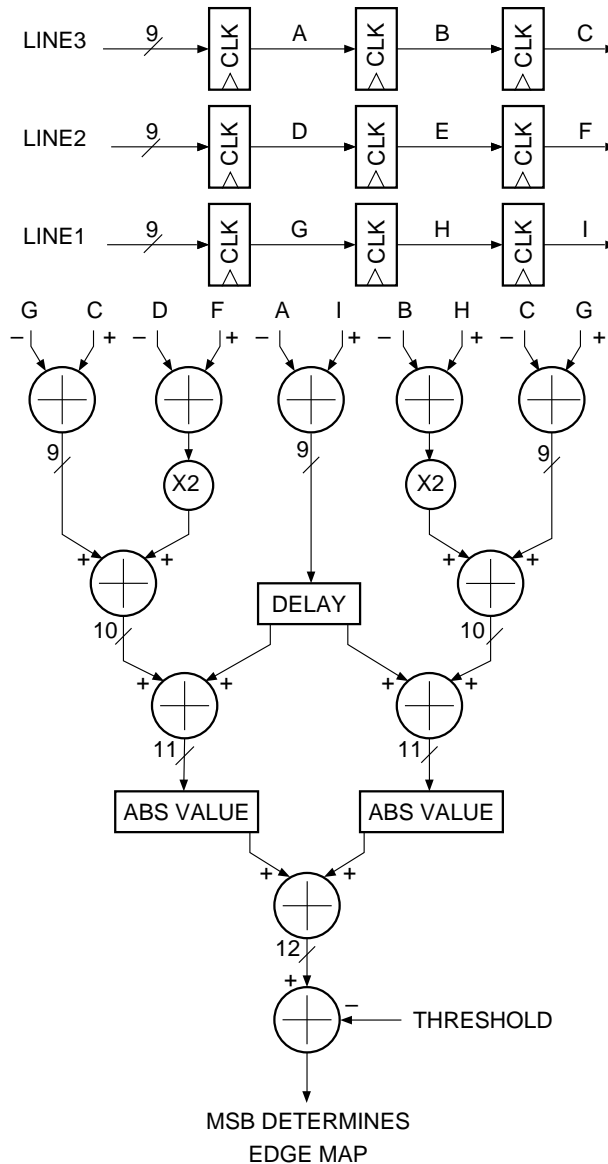 LINE3 9 CLK A CLK B CLK C
LINE2 9 CLK D CLK E CLK F
LINE1 9 CLK G CLK H CLK I
G C D F A I B H C G
− + − + − + − + − +
9 9 9
X2 X2
+ + + +
DELAY
10 10
+ + + +
11 11
ABS VALUE ABS VALUE
+ +
12
+ −
THRESHOLD
MSB DETERMINES
EDGE MAP